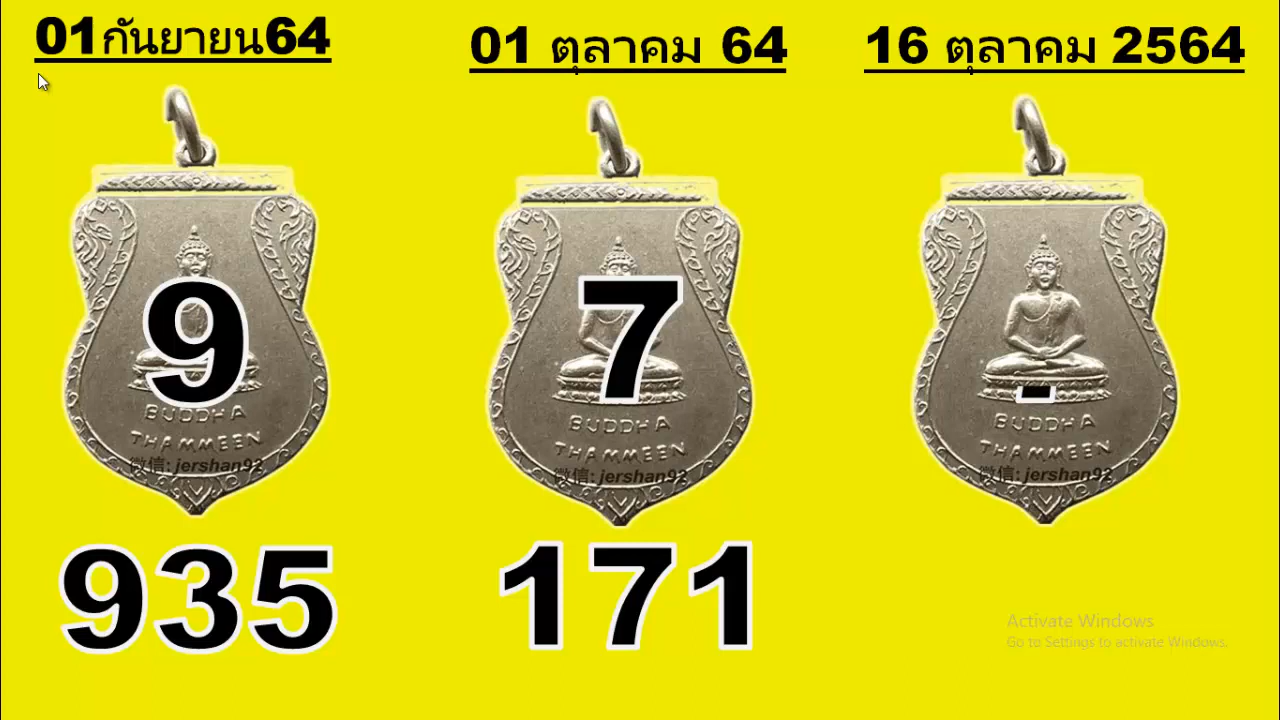 01กันยายน64
01 ตุลาคม 64
16 ตุลาคม 2564
9
7
-
BUDDHA
THAMMEEN
微信: jershan92
BUDDHA
THAMMEEN
微信: jershan92
BUDDHA
THAMMEEN
微信: jershan92
935
171
Activate Windows
Go to Settings to activate Windows.